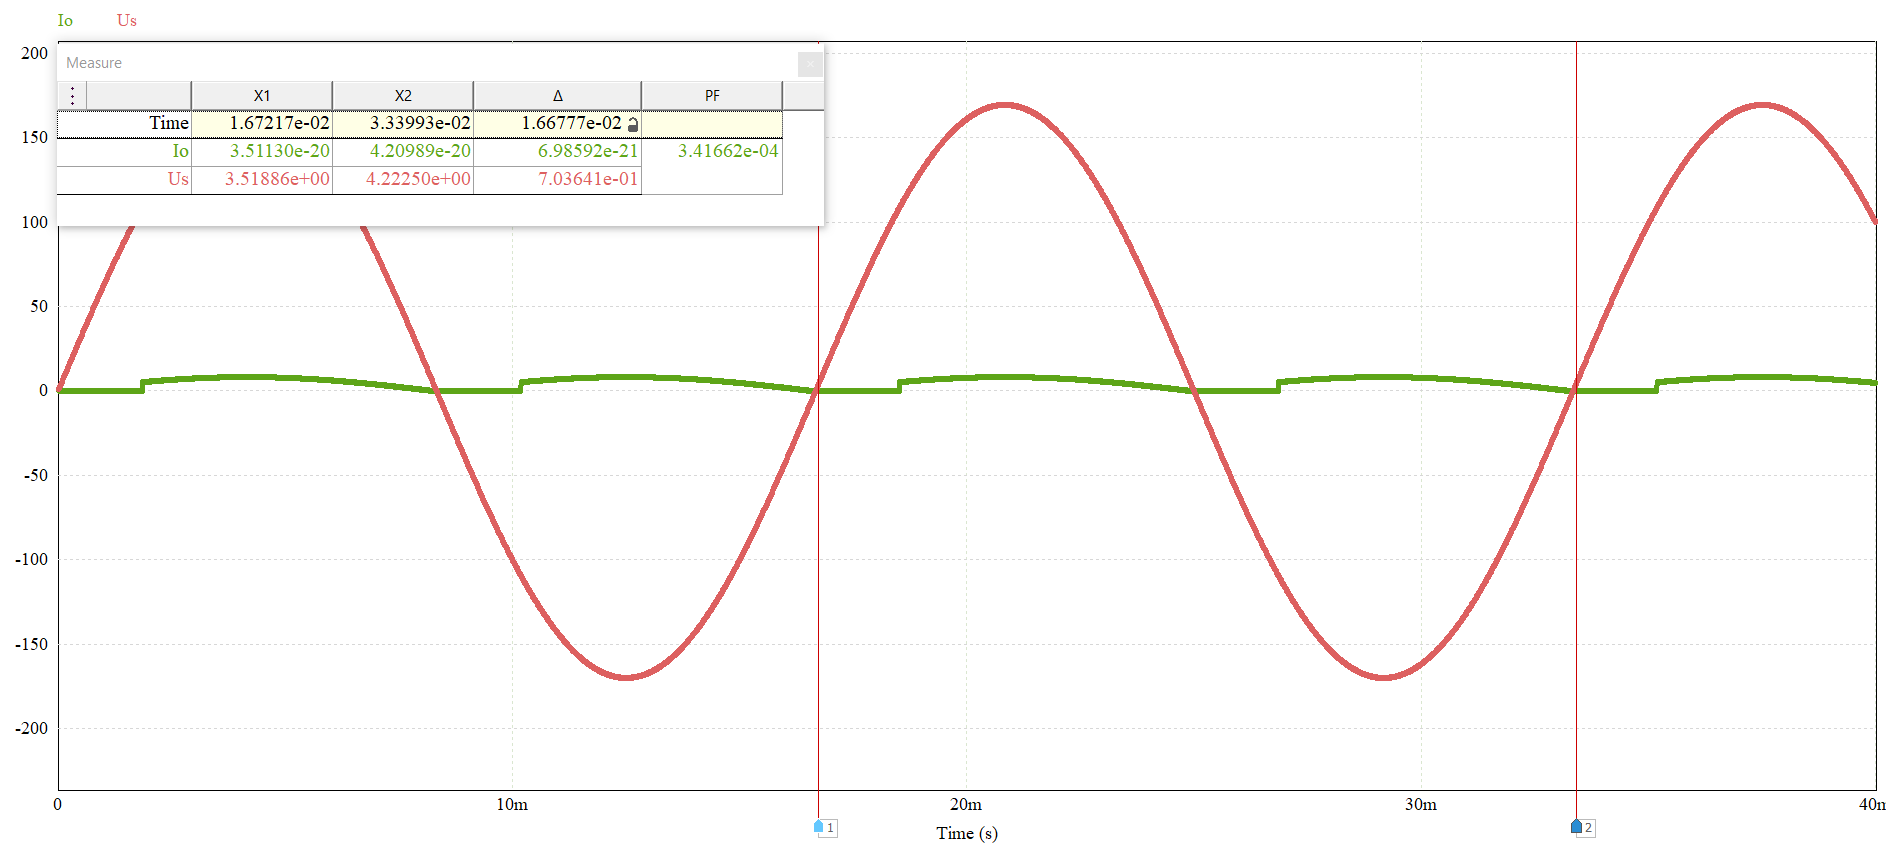 Io Us
200
Measure
X1 X2 Δ PF
Time 1.67217e-02 3.33993e-02 1.66777e-02
150
Io 3.51130e-20 4.20989e-20 6.98592e-21 3.41662e-04
Us 3.51886e+00 4.22250e+00 7.03641e-01
100
50
0
-50
-100
-150
-200
0 10m 20m 30m 40n
1 2
Time (s)